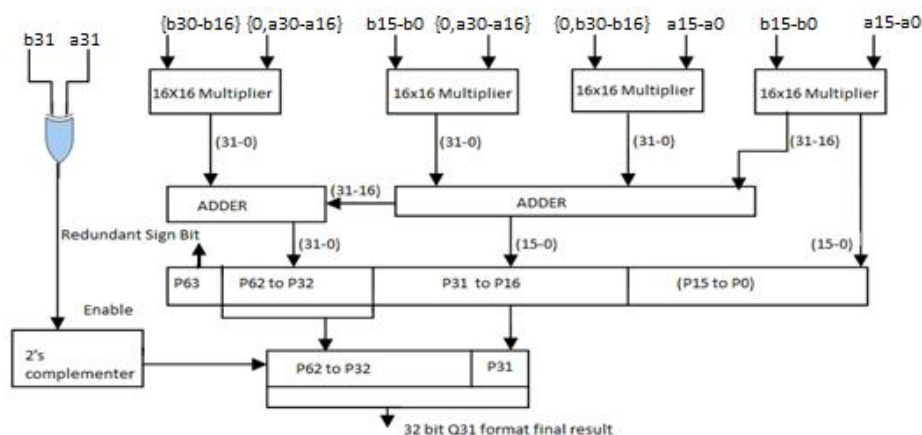 {b30-b16} {0,a30-a16} b15-b0 {0,a30-a16} {0,b30-b16} a15-a0 b15-b0 a15-a0
b31 a31
16X16 Multiplier 16x16 Multiplier 16x16 Multiplier 16x16 Multiplier
(31-0) (31-0) (31-0) (31-16)
(31-16)
ADDER ADDER
Redundant Sign Bit
(31-0) (15-0) (15-0)
P63 P62 to P32 P31 to P16 (P15 to P0)
Enable
2's
complementer
P62 to P32 P31
32 bit Q31 format final result